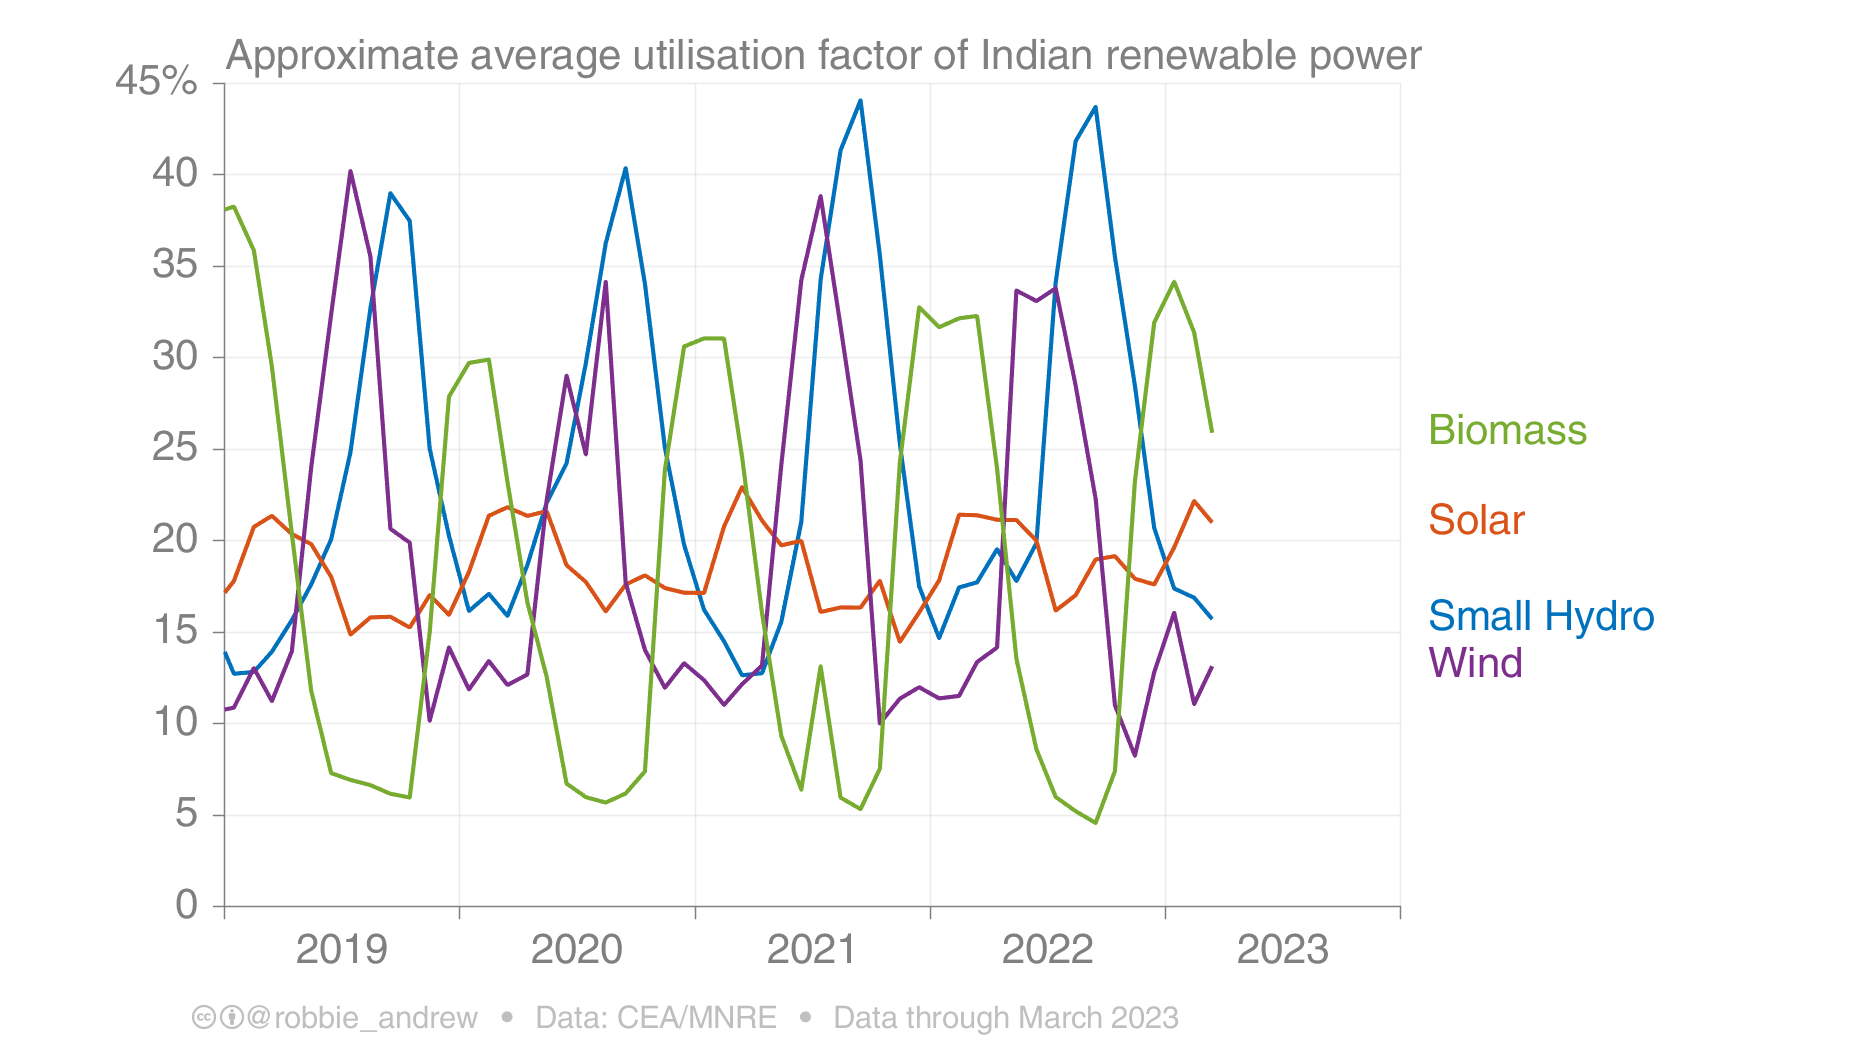 Approximate average utilisation factor of Indian renewable power
45%
40
35
30
25
20
15
10
5
0
2019 2020 2021 2022 2023
Biomass
Solar
Small Hydro
Wind
cc @robbie_andrew • Data: CEA/MNRE • Data through March 2023